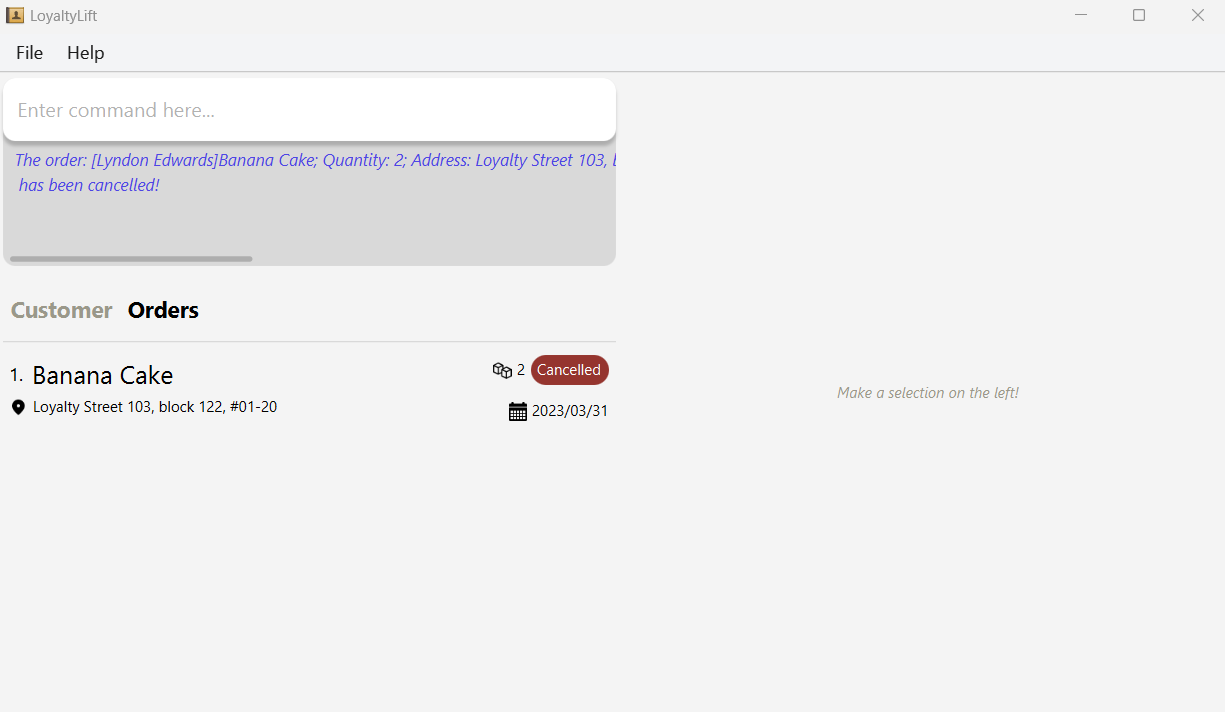 LoyaltyLift
File Help
Enter command here...
The order: [Lyndon Edwards]Banana Cake; Quantity: 2; Address: Loyalty Street 103,
has been cancelled!
Customer Orders
1. Banana Cake 2 Cancelled
Loyalty Street 103, block 122, #01-20 2023/03/31
Make a selection on the left!